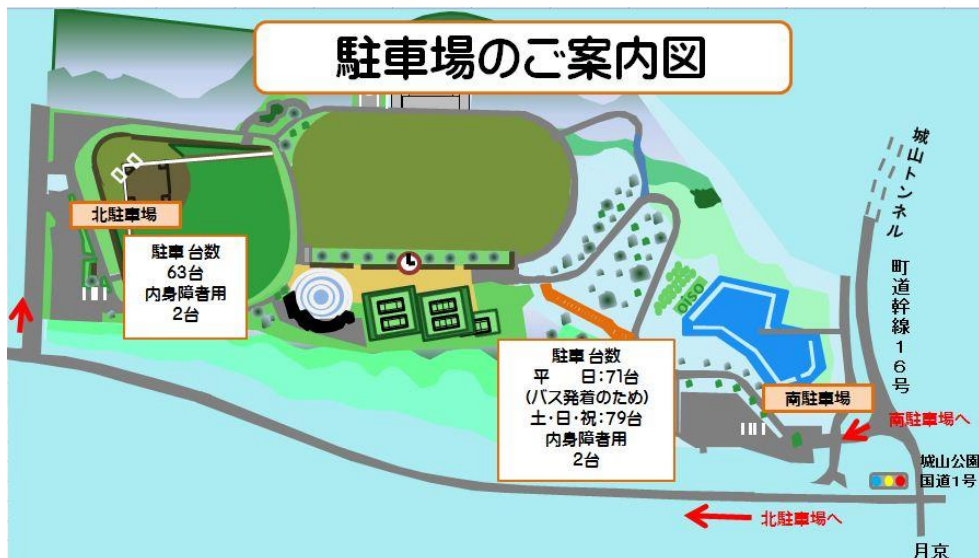 駐車場のご案内図
北駐車場
駐車台数
63台
内身障者用
2台
駐車台数
平　日:71台
(バス発着のため)
土・日・祝:79台
内身障者用
2台
oiso
南駐車場
城山トンネル
町道幹線16号
南駐車場へ
城山公園
国道1号
北駐車場へ
月京